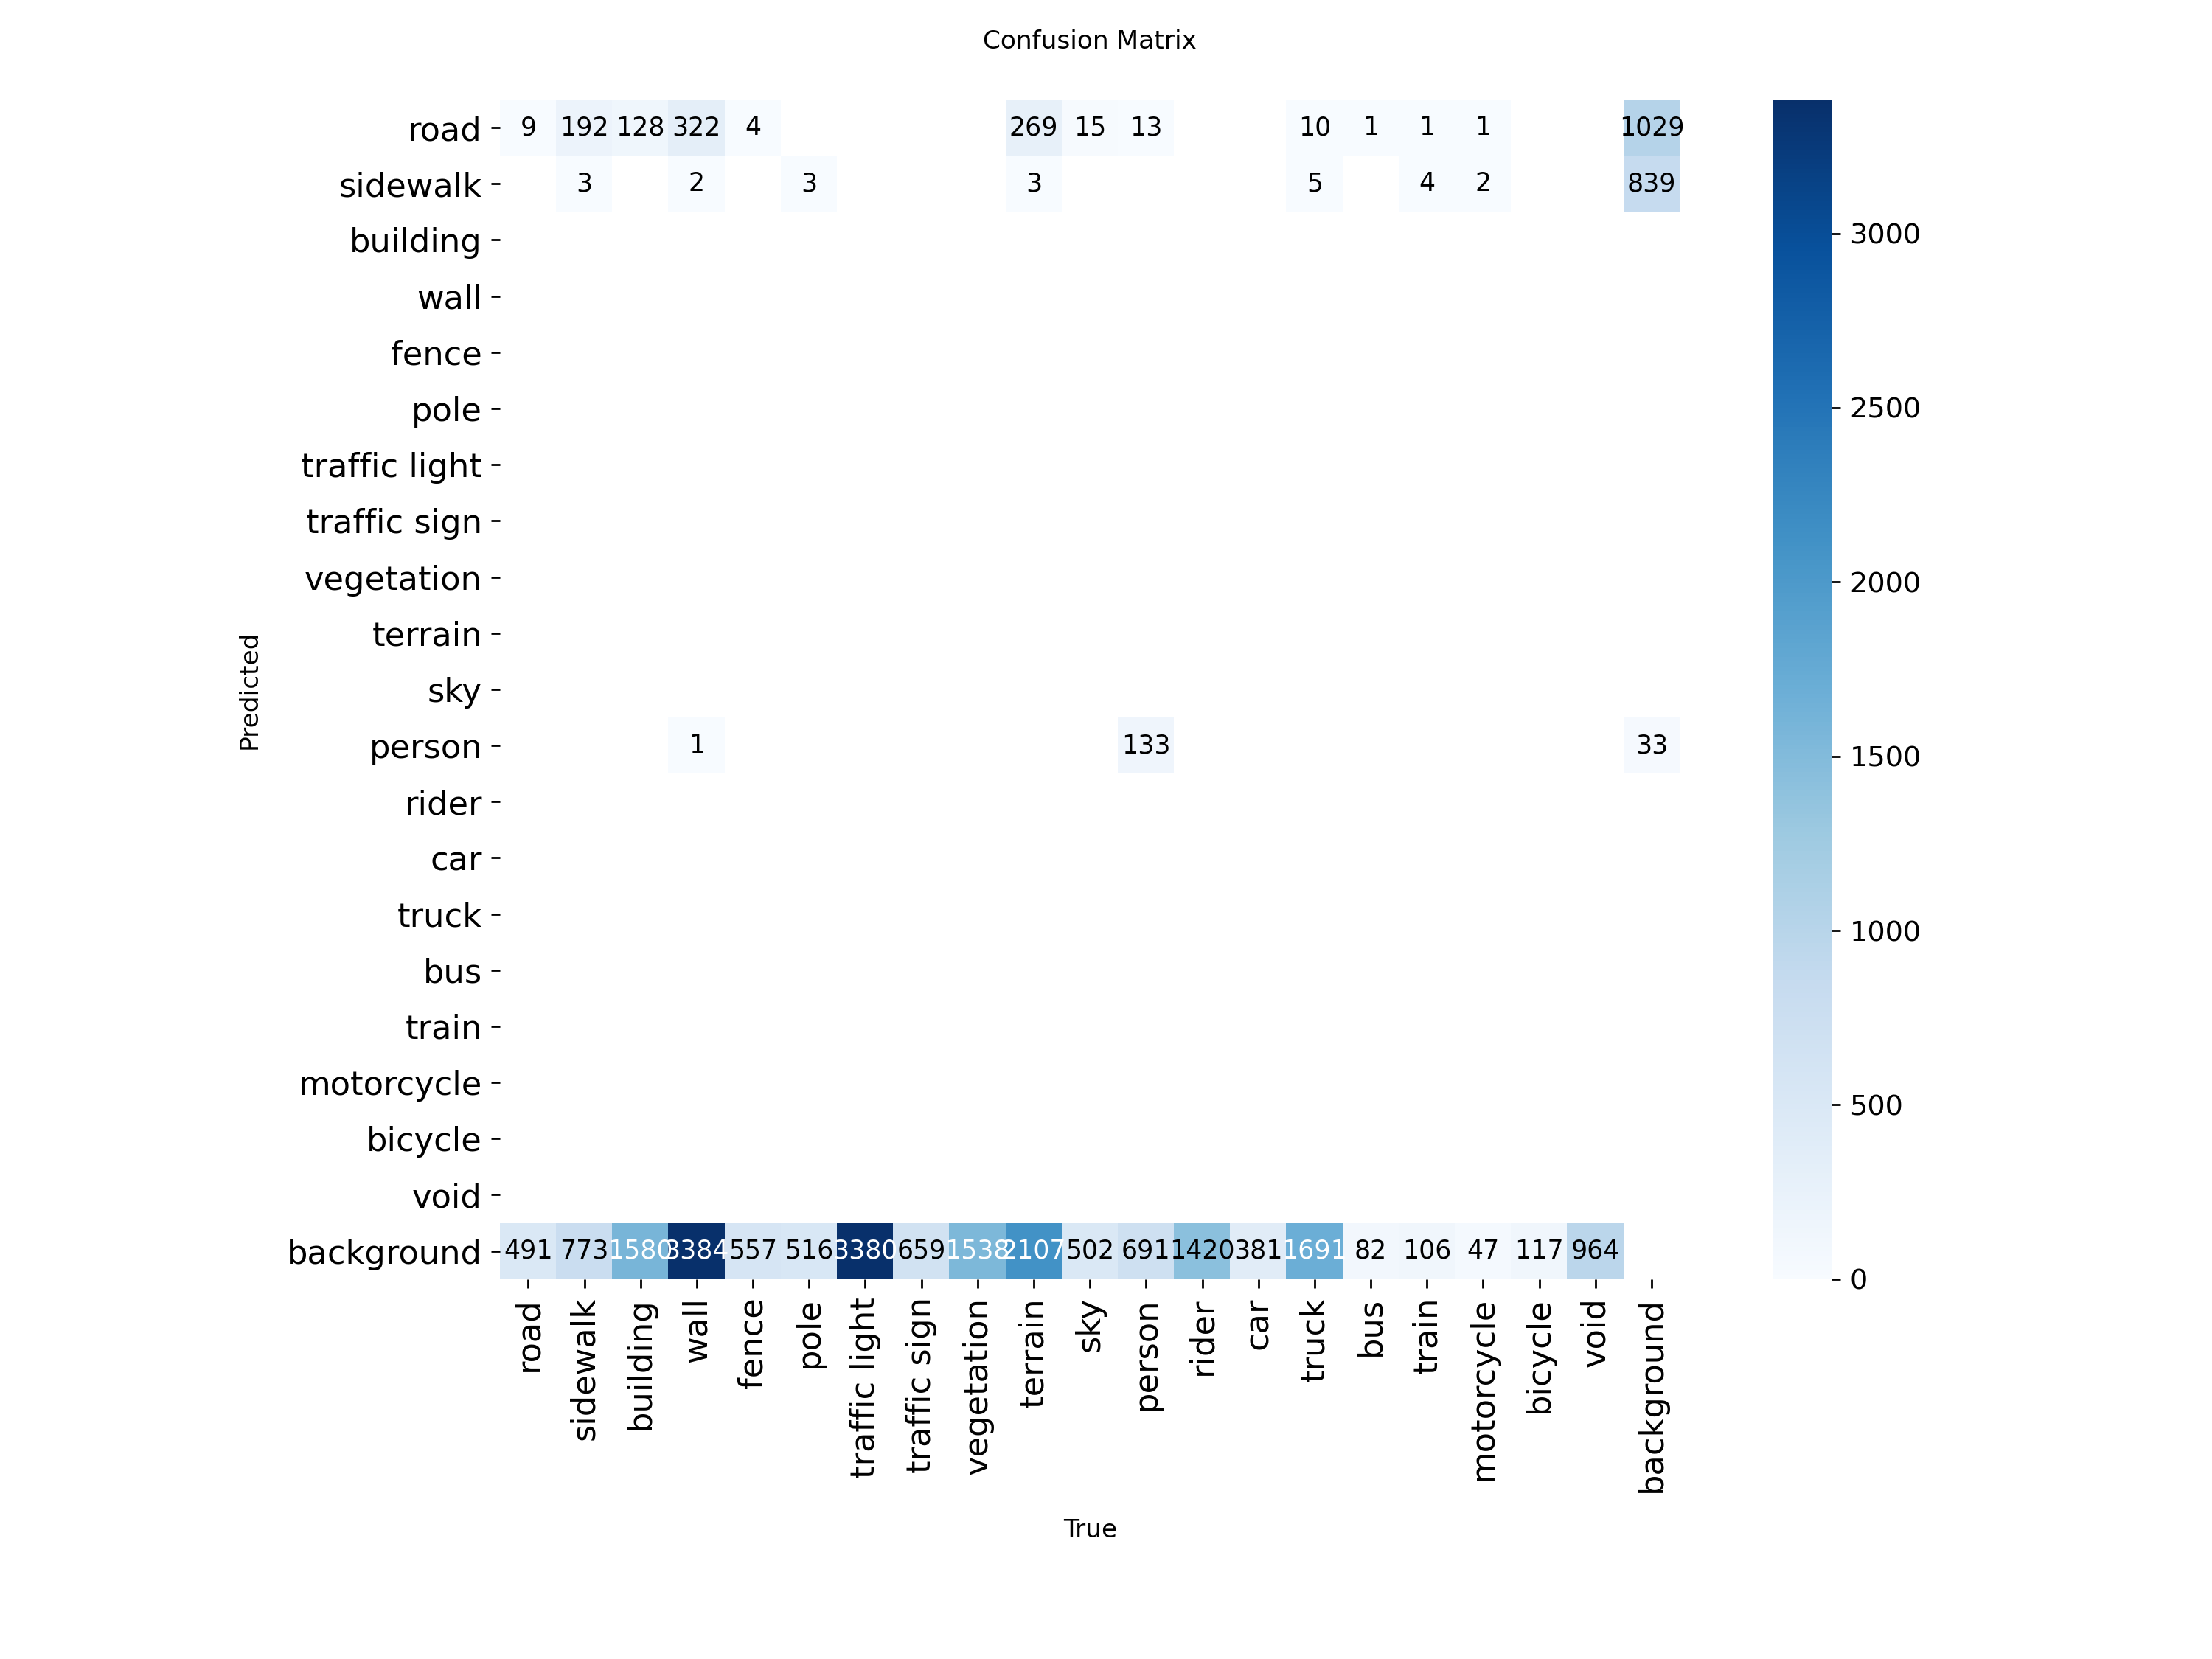 Confusion Matrix
road 9 192 128 322 4 269 15 13 10 1 1 1 1029
sidewalk 3 2 3 3 5 4 2 839
building
wall
fence
pole
traffic light
traffic sign
vegetation
terrain
sky
person 1 133 33
rider
car
truck
bus
train
motorcycle
bicycle
void
background 491 773 1580 3384 557 516 3380 659 1538 2107 502 691 1420 381 1691 82 106 47 117 964
road sidewalk building wall fence pole traffic light traffic sign vegetation terrain sky person rider car truck bus train motorcycle bicycle void background
True
Predicted
3000
2500
2000
1500
1000
500
0